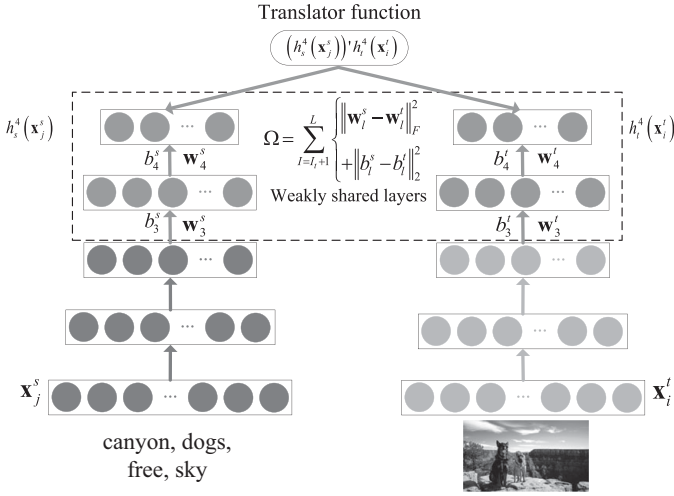 Translator function
(h_s^4(x_j^s))'h_t^4(x_i^t)
h_s^4(x_j^s)
Ω = ∑_{I=I_t+1}^{L} { ‖w_l^s − w_l^t‖_F^2
+‖b_l^s − b_l^t‖_2^2
Weakly shared layers
h_t^4(x_i^t)
... ...
b_4^s w_4^s b_4^t w_4^t
... ...
b_3^s w_3^s b_3^t w_3^t
... ...
... ...
x_j^s ... ... x_i^t
canyon, dogs,
free, sky